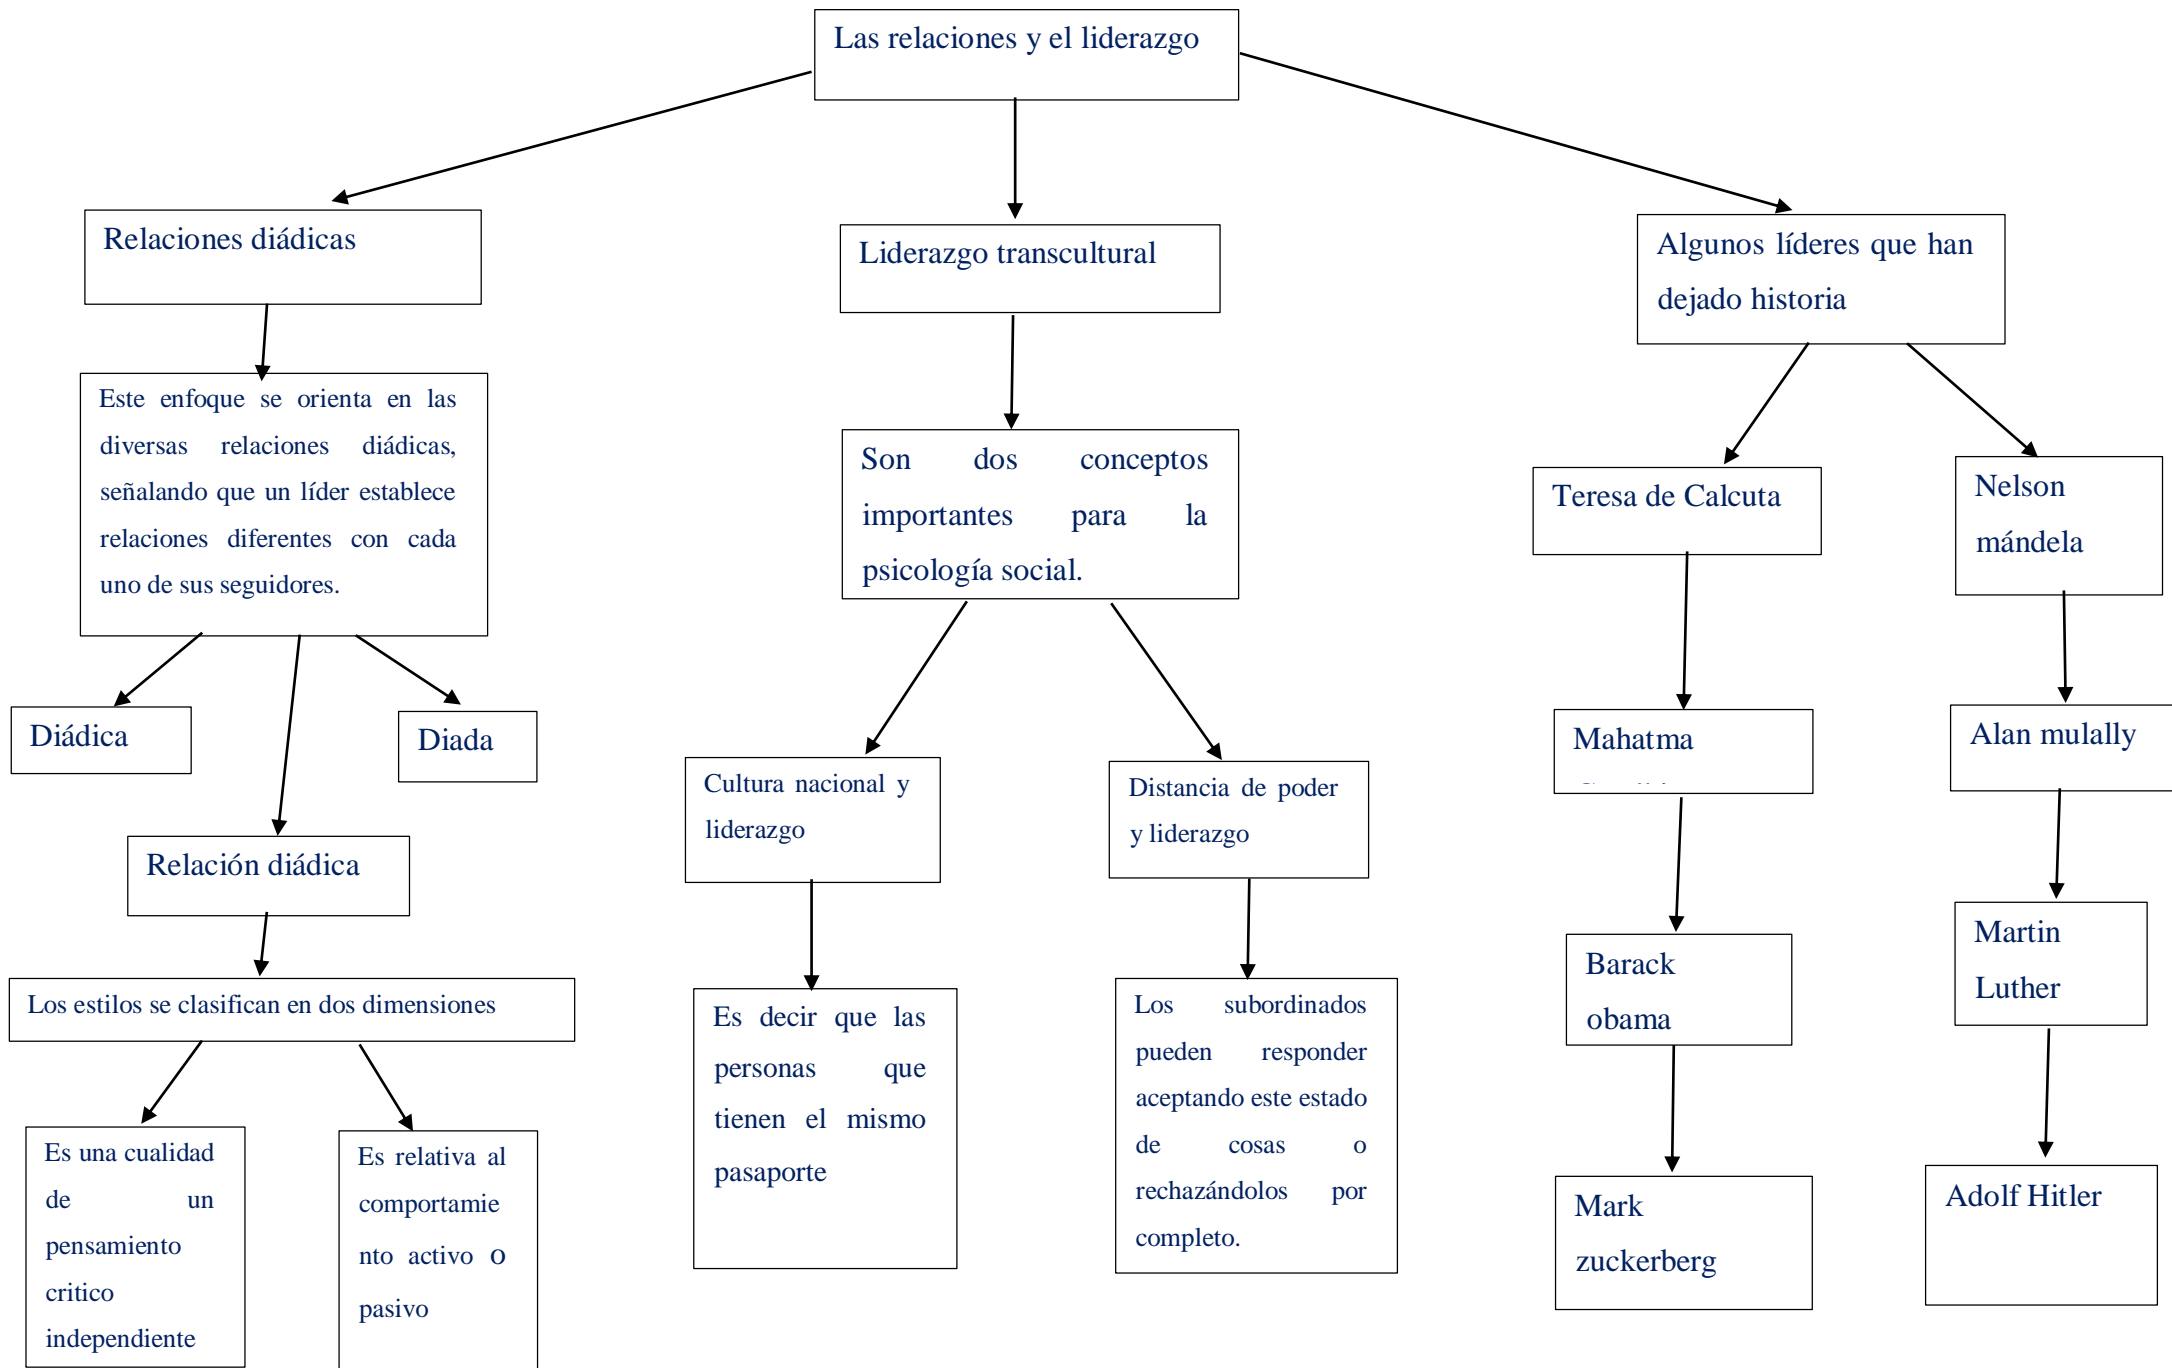 Las relaciones y el liderazgo
Relaciones diádicas
Liderazgo transcultural
Algunos líderes que han
dejado historia
Este enfoque se orienta en las
diversas relaciones diádicas,
señalando que un líder establece
relaciones diferentes con cada
uno de sus seguidores.
Son dos conceptos
importantes para la
psicología social.
Teresa de Calcuta
Nelson
mándela
Diádica
Diada
Mahatma
Alan mulally
Cultura nacional y
liderazgo
Distancia de poder
y liderazgo
Relación diádica
Barack
obama
Martin
Luther
Los estilos se clasifican en dos dimensiones
Es decir que las
personas que
tienen el mismo
pasaporte
Los subordinados
pueden responder
aceptando este estado
de cosas o
rechazándolos por
completo.
Es una cualidad
de un
pensamiento
critico
independiente
Es relativa al
comportamie
nto activo o
pasivo
Mark
zuckerberg
Adolf Hitler